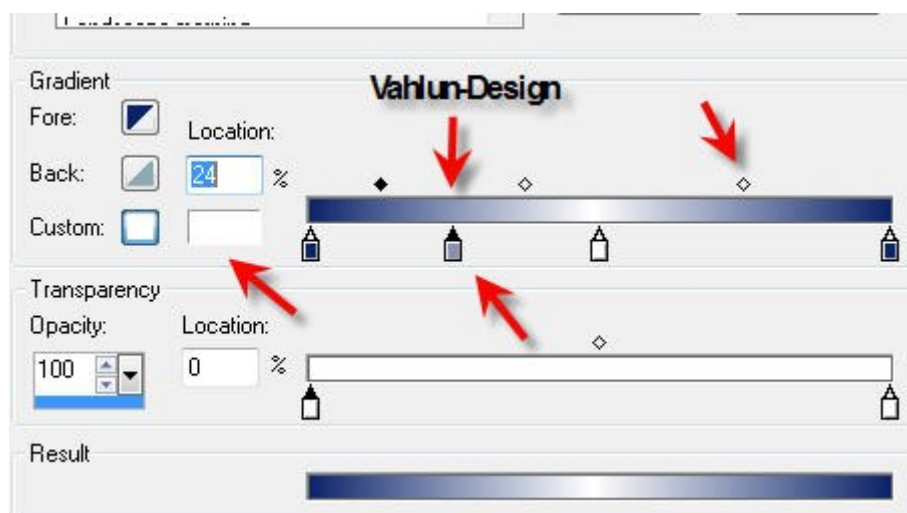 Gradient
Vahlun-Design
Fore:
Location:
Back:
24 %
Custom:
Transparency
Opacity:
Location:
100
0 %
Result